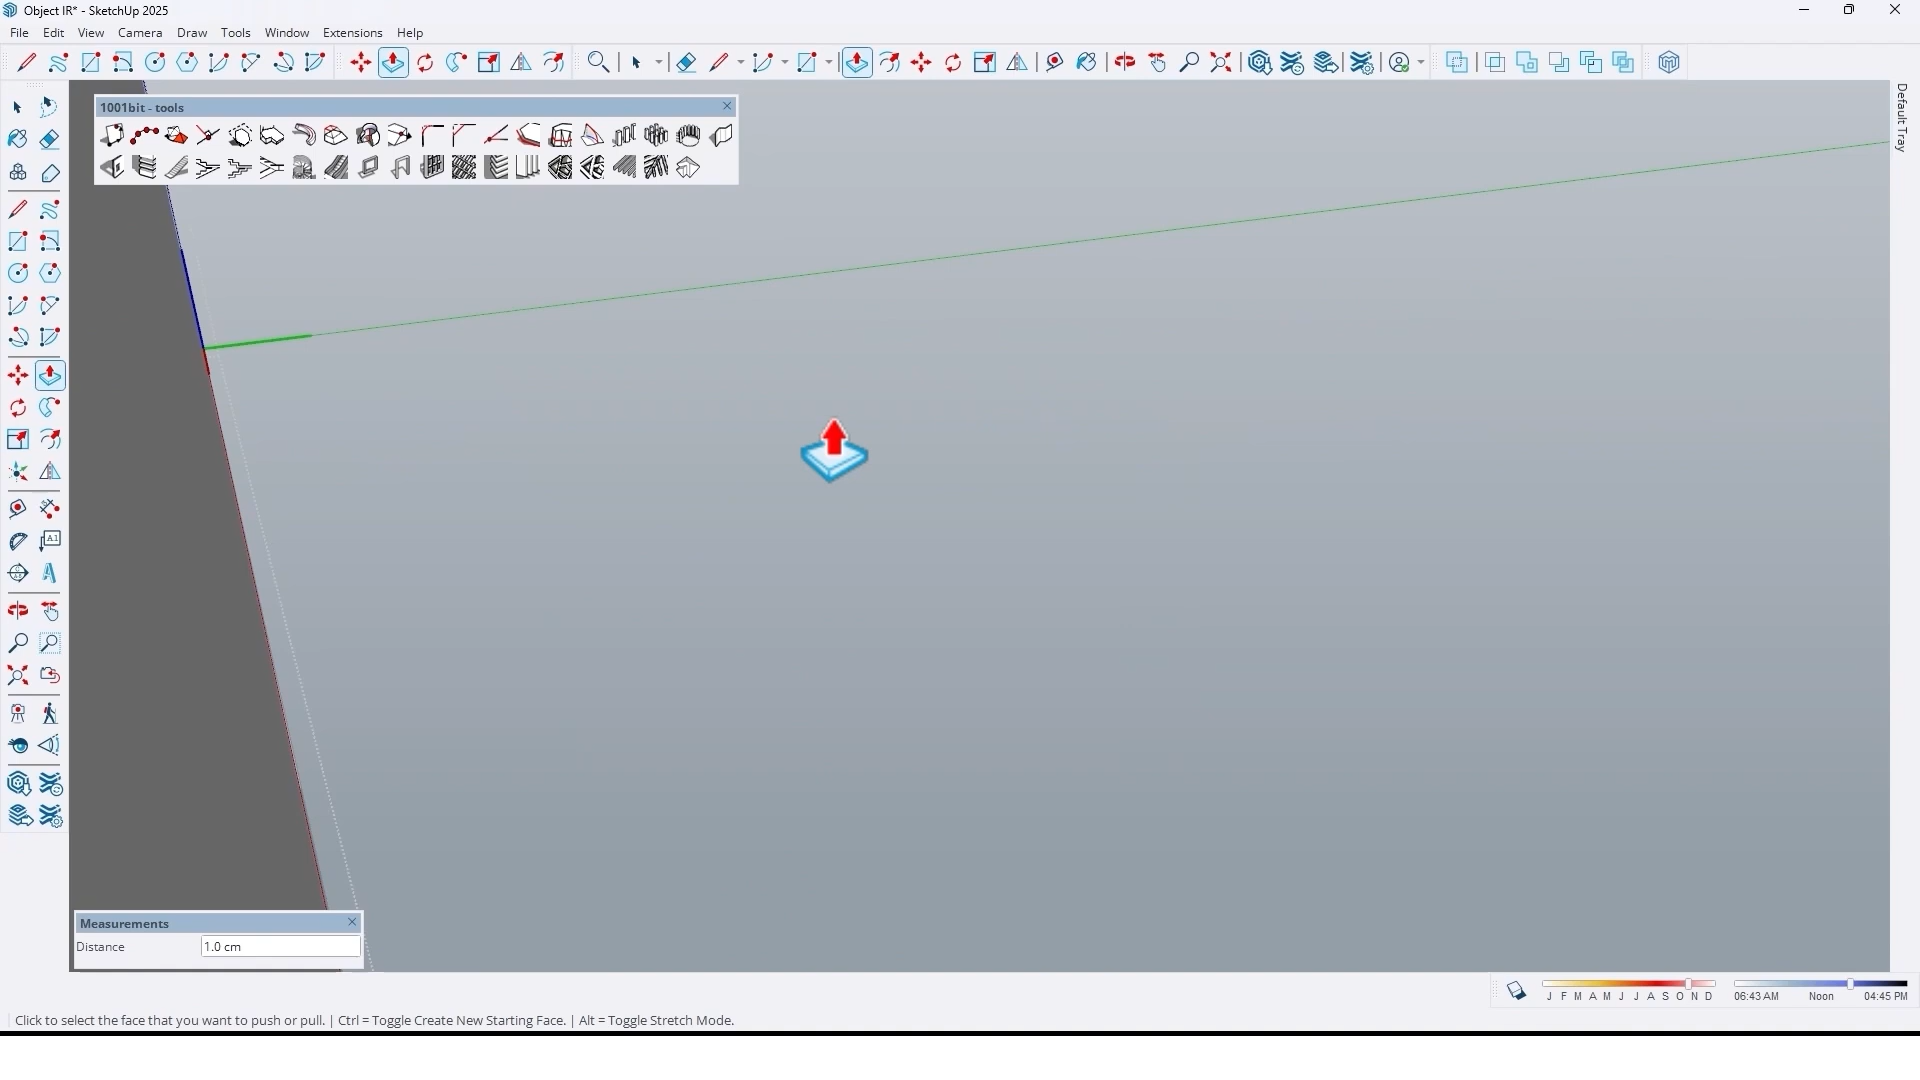 Object IR* - SketchUp 2025
File Edit View Camera Draw Tools Window Extensions Help
Default Tray
1001bit - tools
A1
A
Measurements
Distance 1.0 cm
J F M A M J J A S O N D
06:43 AM Noon 04:45 PM
Click to select the face that you want to push or pull. | Ctrl = Toggle Create New Starting Face. | Alt = Toggle Stretch Mode.